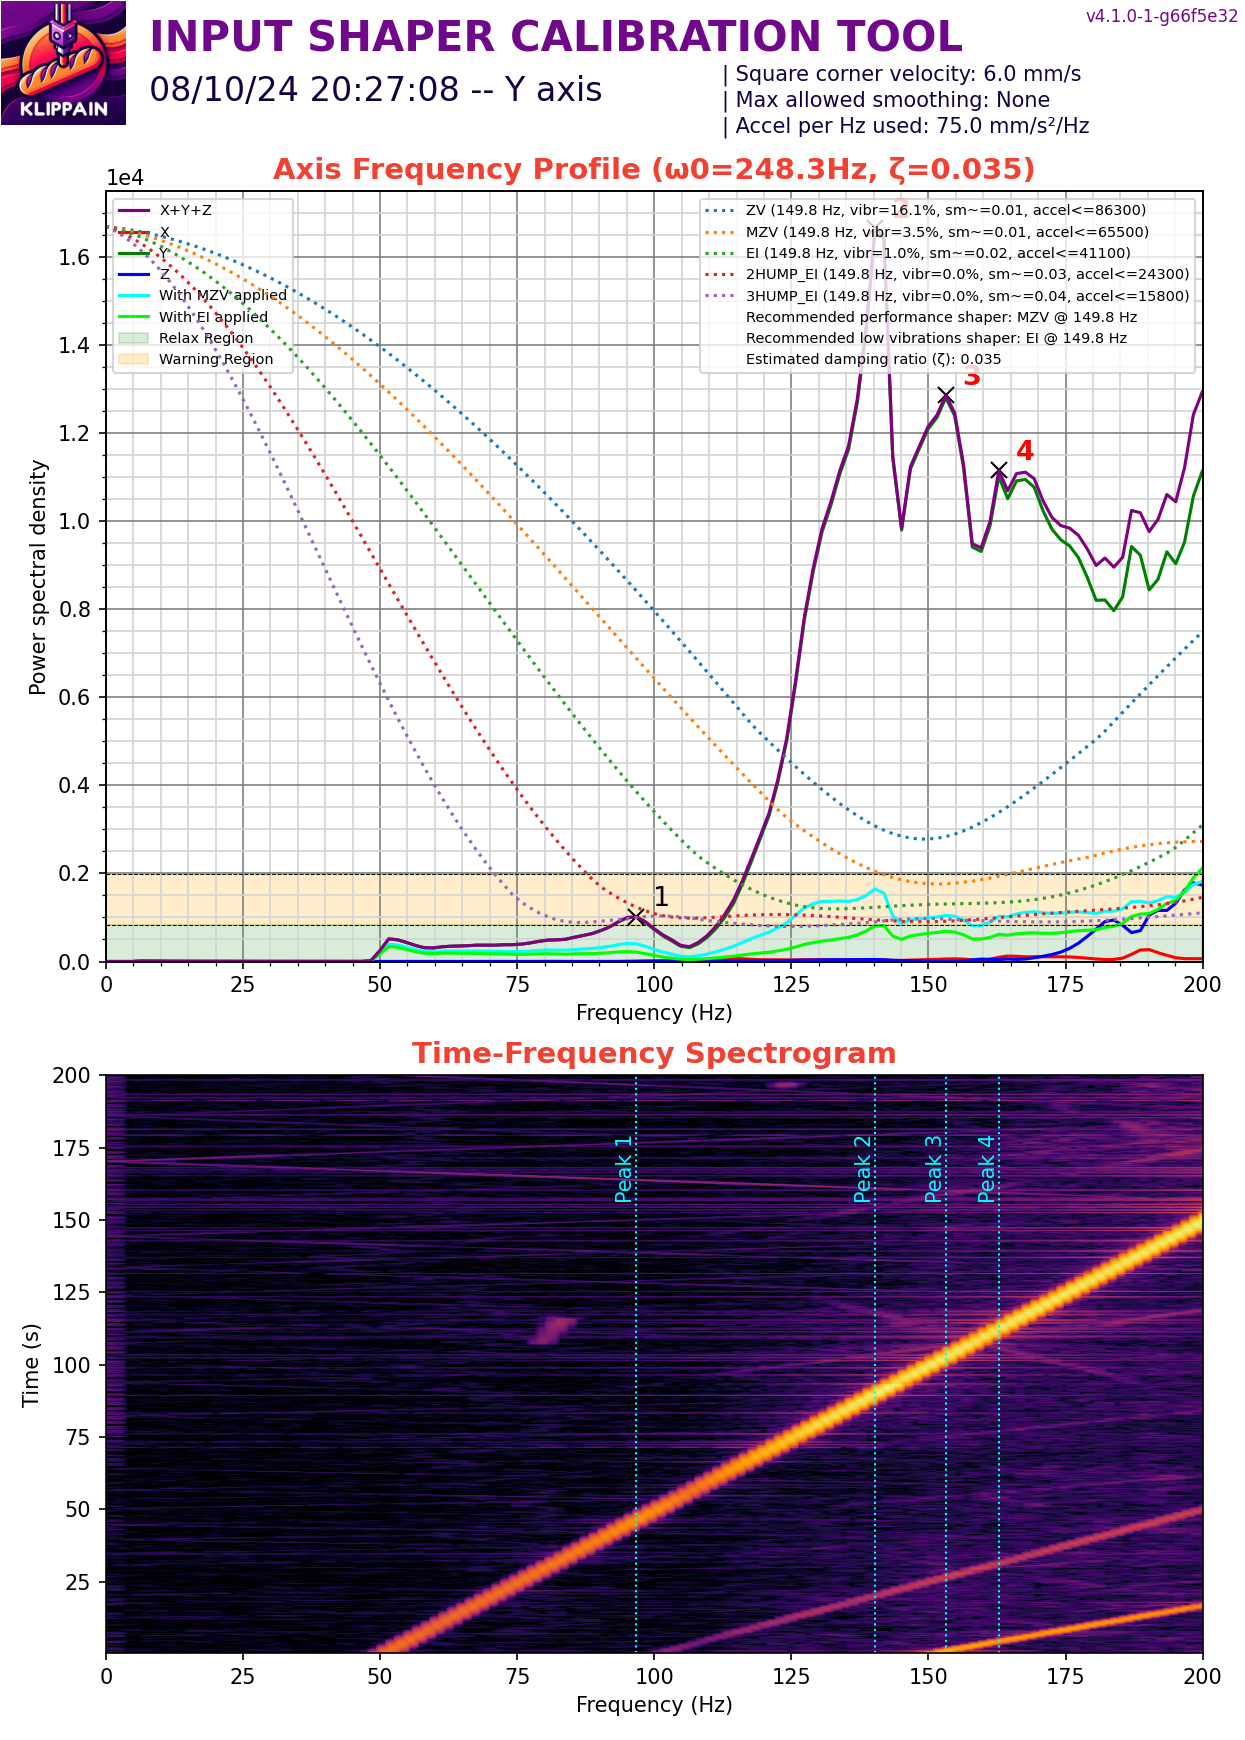 v4.1.0-1-g66f5e32
INPUT SHAPER CALIBRATION TOOL
08/10/24 20:27:08 -- Y axis
| Square corner velocity: 6.0 mm/s
| Max allowed smoothing: None
| Accel per Hz used: 75.0 mm/s²/Hz
KLIPPAIN
Axis Frequency Profile (ω0=248.3Hz, ζ=0.035)
1e4
X+Y+Z
X
Y
Z
With MZV applied
With EI applied
Relax Region
Warning Region
ZV (149.8 Hz, vibr=16.1%, sm~=0.01, accel<=86300)
MZV (149.8 Hz, vibr=3.5%, sm~=0.01, accel<=65500)
EI (149.8 Hz, vibr=1.0%, sm~=0.02, accel<=41100)
2HUMP_EI (149.8 Hz, vibr=0.0%, sm~=0.03, accel<=24300)
3HUMP_EI (149.8 Hz, vibr=0.0%, sm~=0.04, accel<=15800)
Recommended performance shaper: MZV @ 149.8 Hz
Recommended low vibrations shaper: EI @ 149.8 Hz
Estimated damping ratio (ζ): 0.035
2
3
4
1
1.6
1.4
1.2
1.0
0.8
0.6
0.4
0.2
0.0
Power spectral density
0 25 50 75 100 125 150 175 200
Frequency (Hz)
Time-Frequency Spectrogram
200
175
150
125
100
75
50
25
Time (s)
Peak 1
Peak 2
Peak 3
Peak 4
0 25 50 75 100 125 150 175 200
Frequency (Hz)